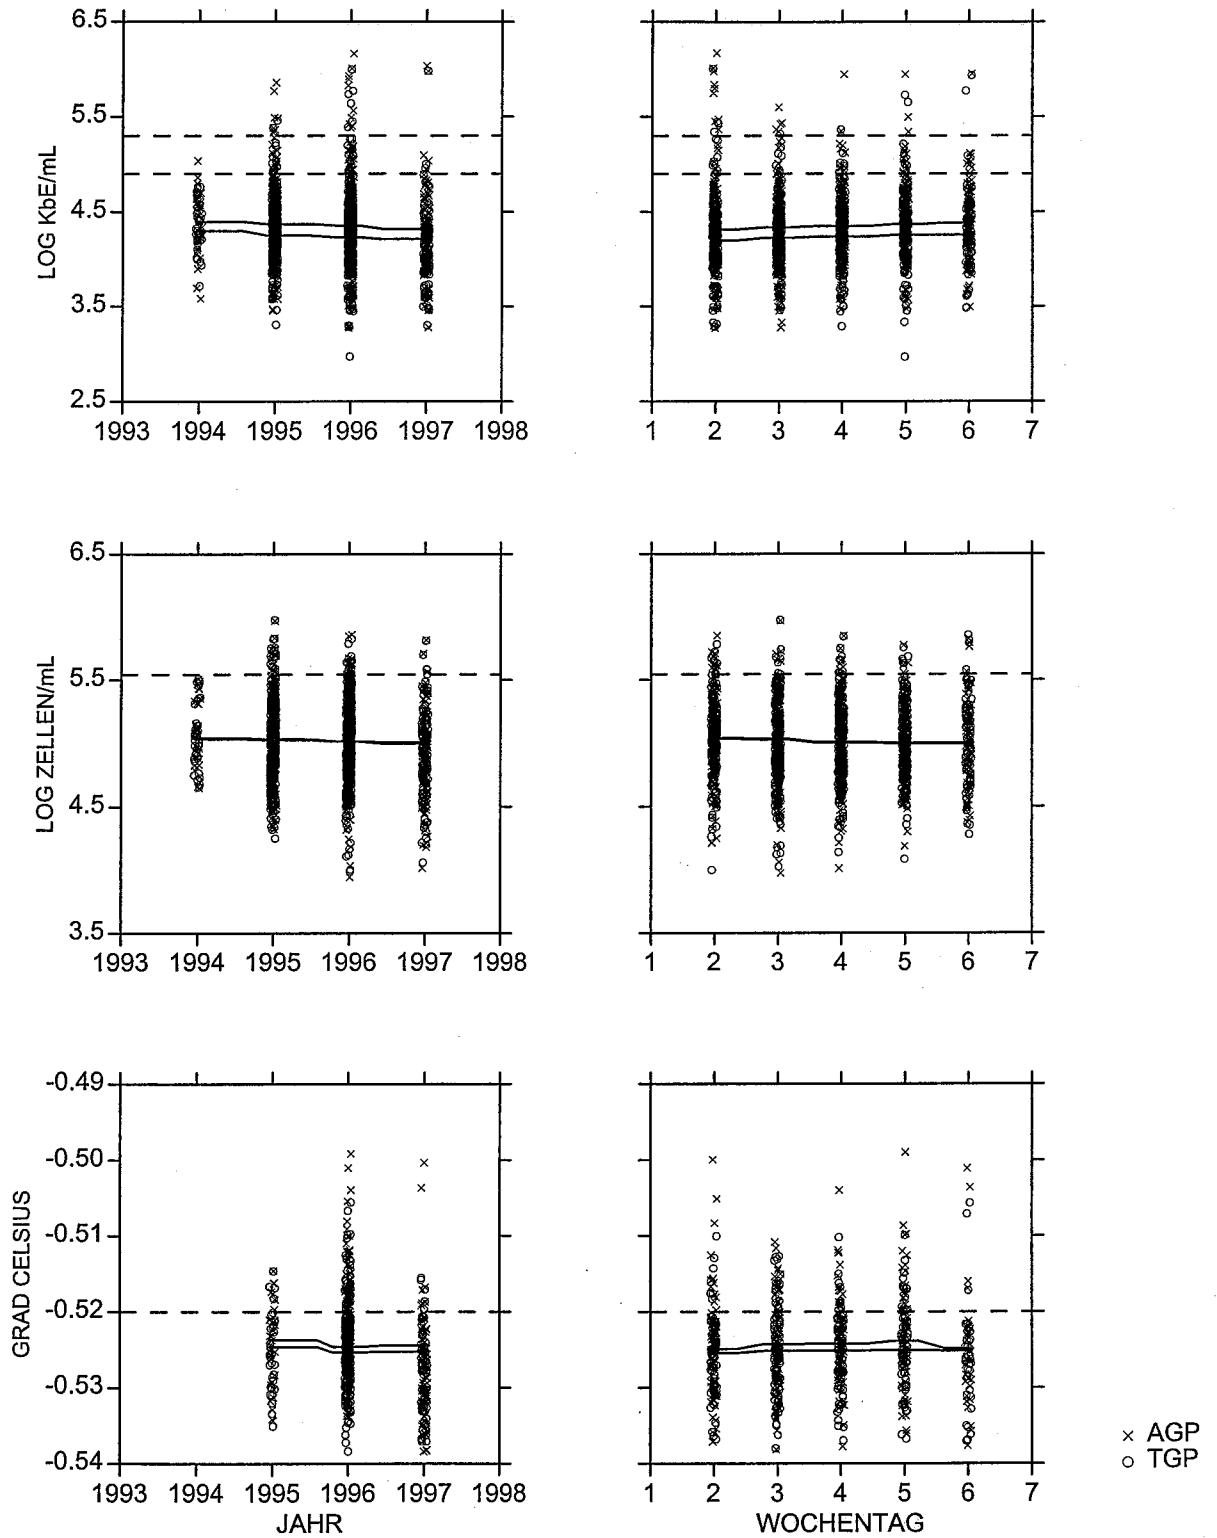 6.5
5.5
4.5
3.5
2.5
LOG KbE/mL
1993 1994 1995 1996 1997 1998
1 2 3 4 5 6 7
6.5
5.5
4.5
3.5
LOG ZELLEN/mL
1993 1994 1995 1996 1997 1998
1 2 3 4 5 6 7
-0.49
-0.50
-0.51
-0.52
-0.53
-0.54
GRAD CELSIUS
1993 1994 1995 1996 1997 1998
JAHR
1 2 3 4 5 6 7
WOCHENTAG
× AGP
○ TGP